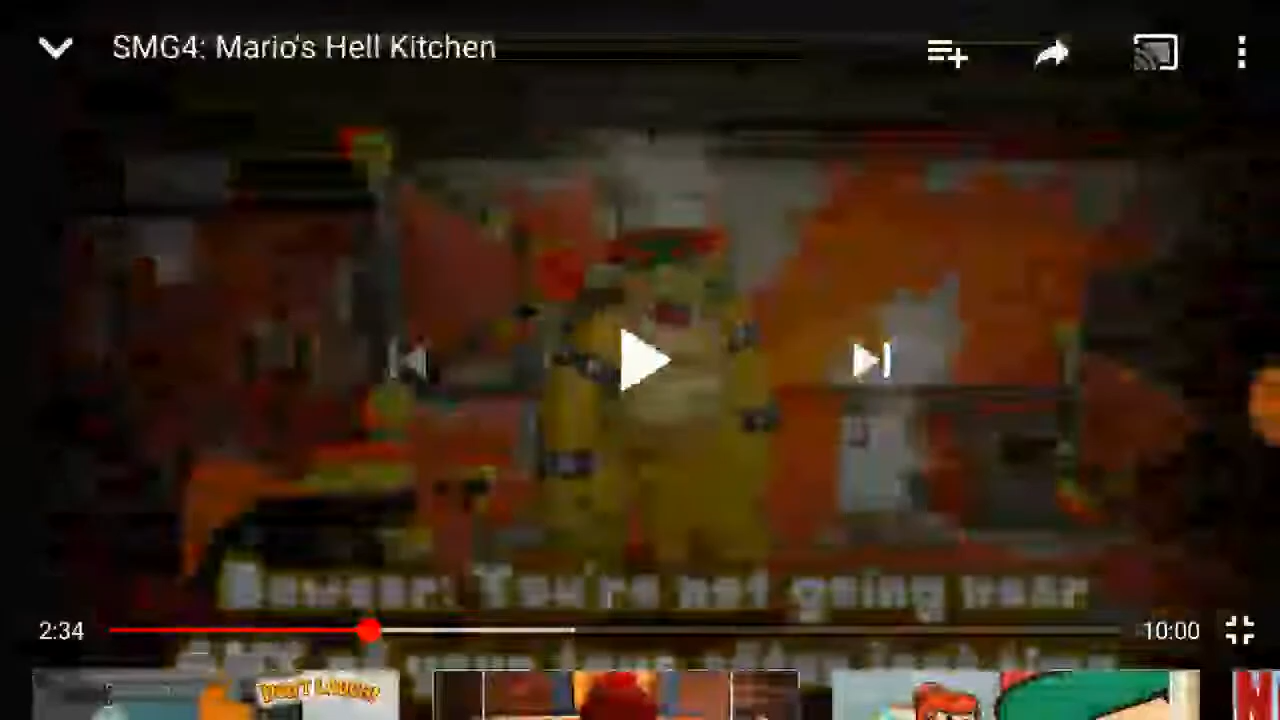 SMG4: Mario's Hell Kitchen
Bowser: You're not going near
2:34
10:00
DON'T LAUGH!
N